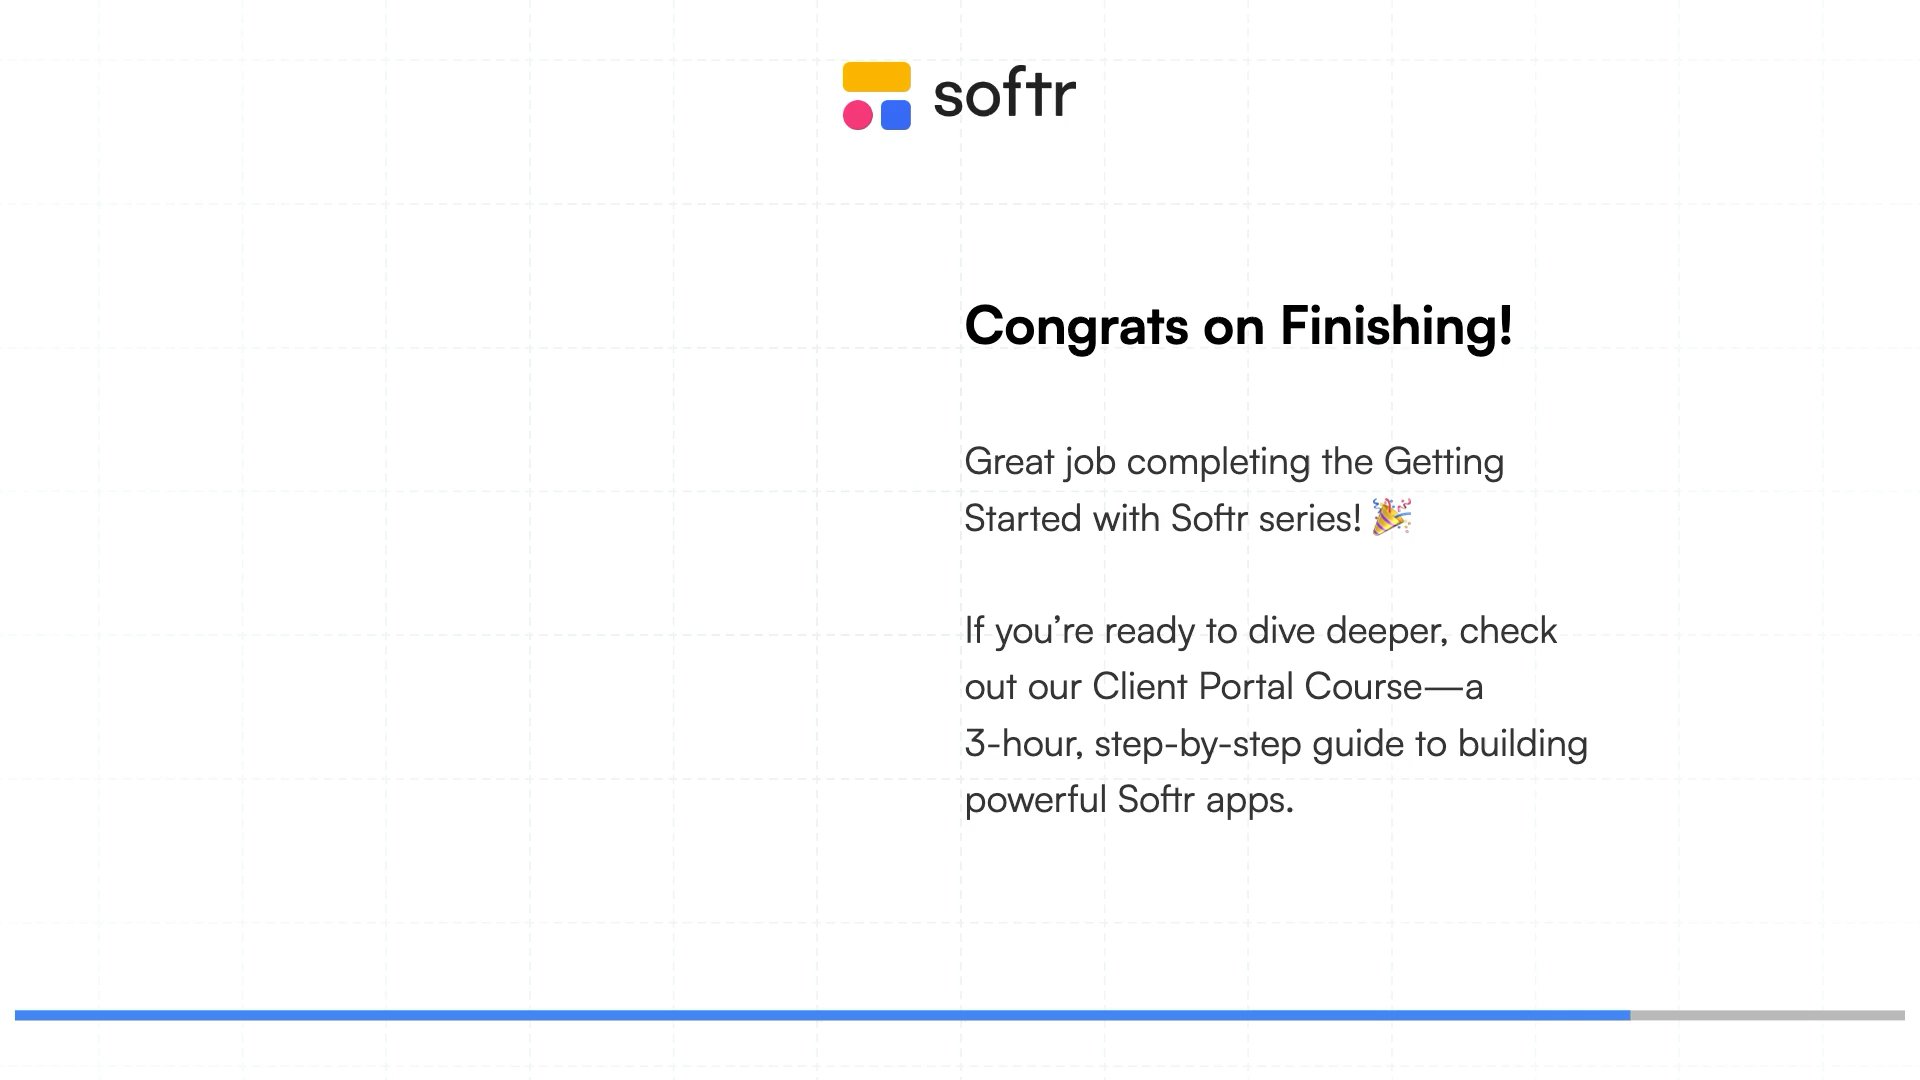 softr
Congrats on Finishing!
Great job completing the Getting
Started with Softr series! 🎉
If you’re ready to dive deeper, check
out our Client Portal Course—a
3-hour, step-by-step guide to building
powerful Softr apps.